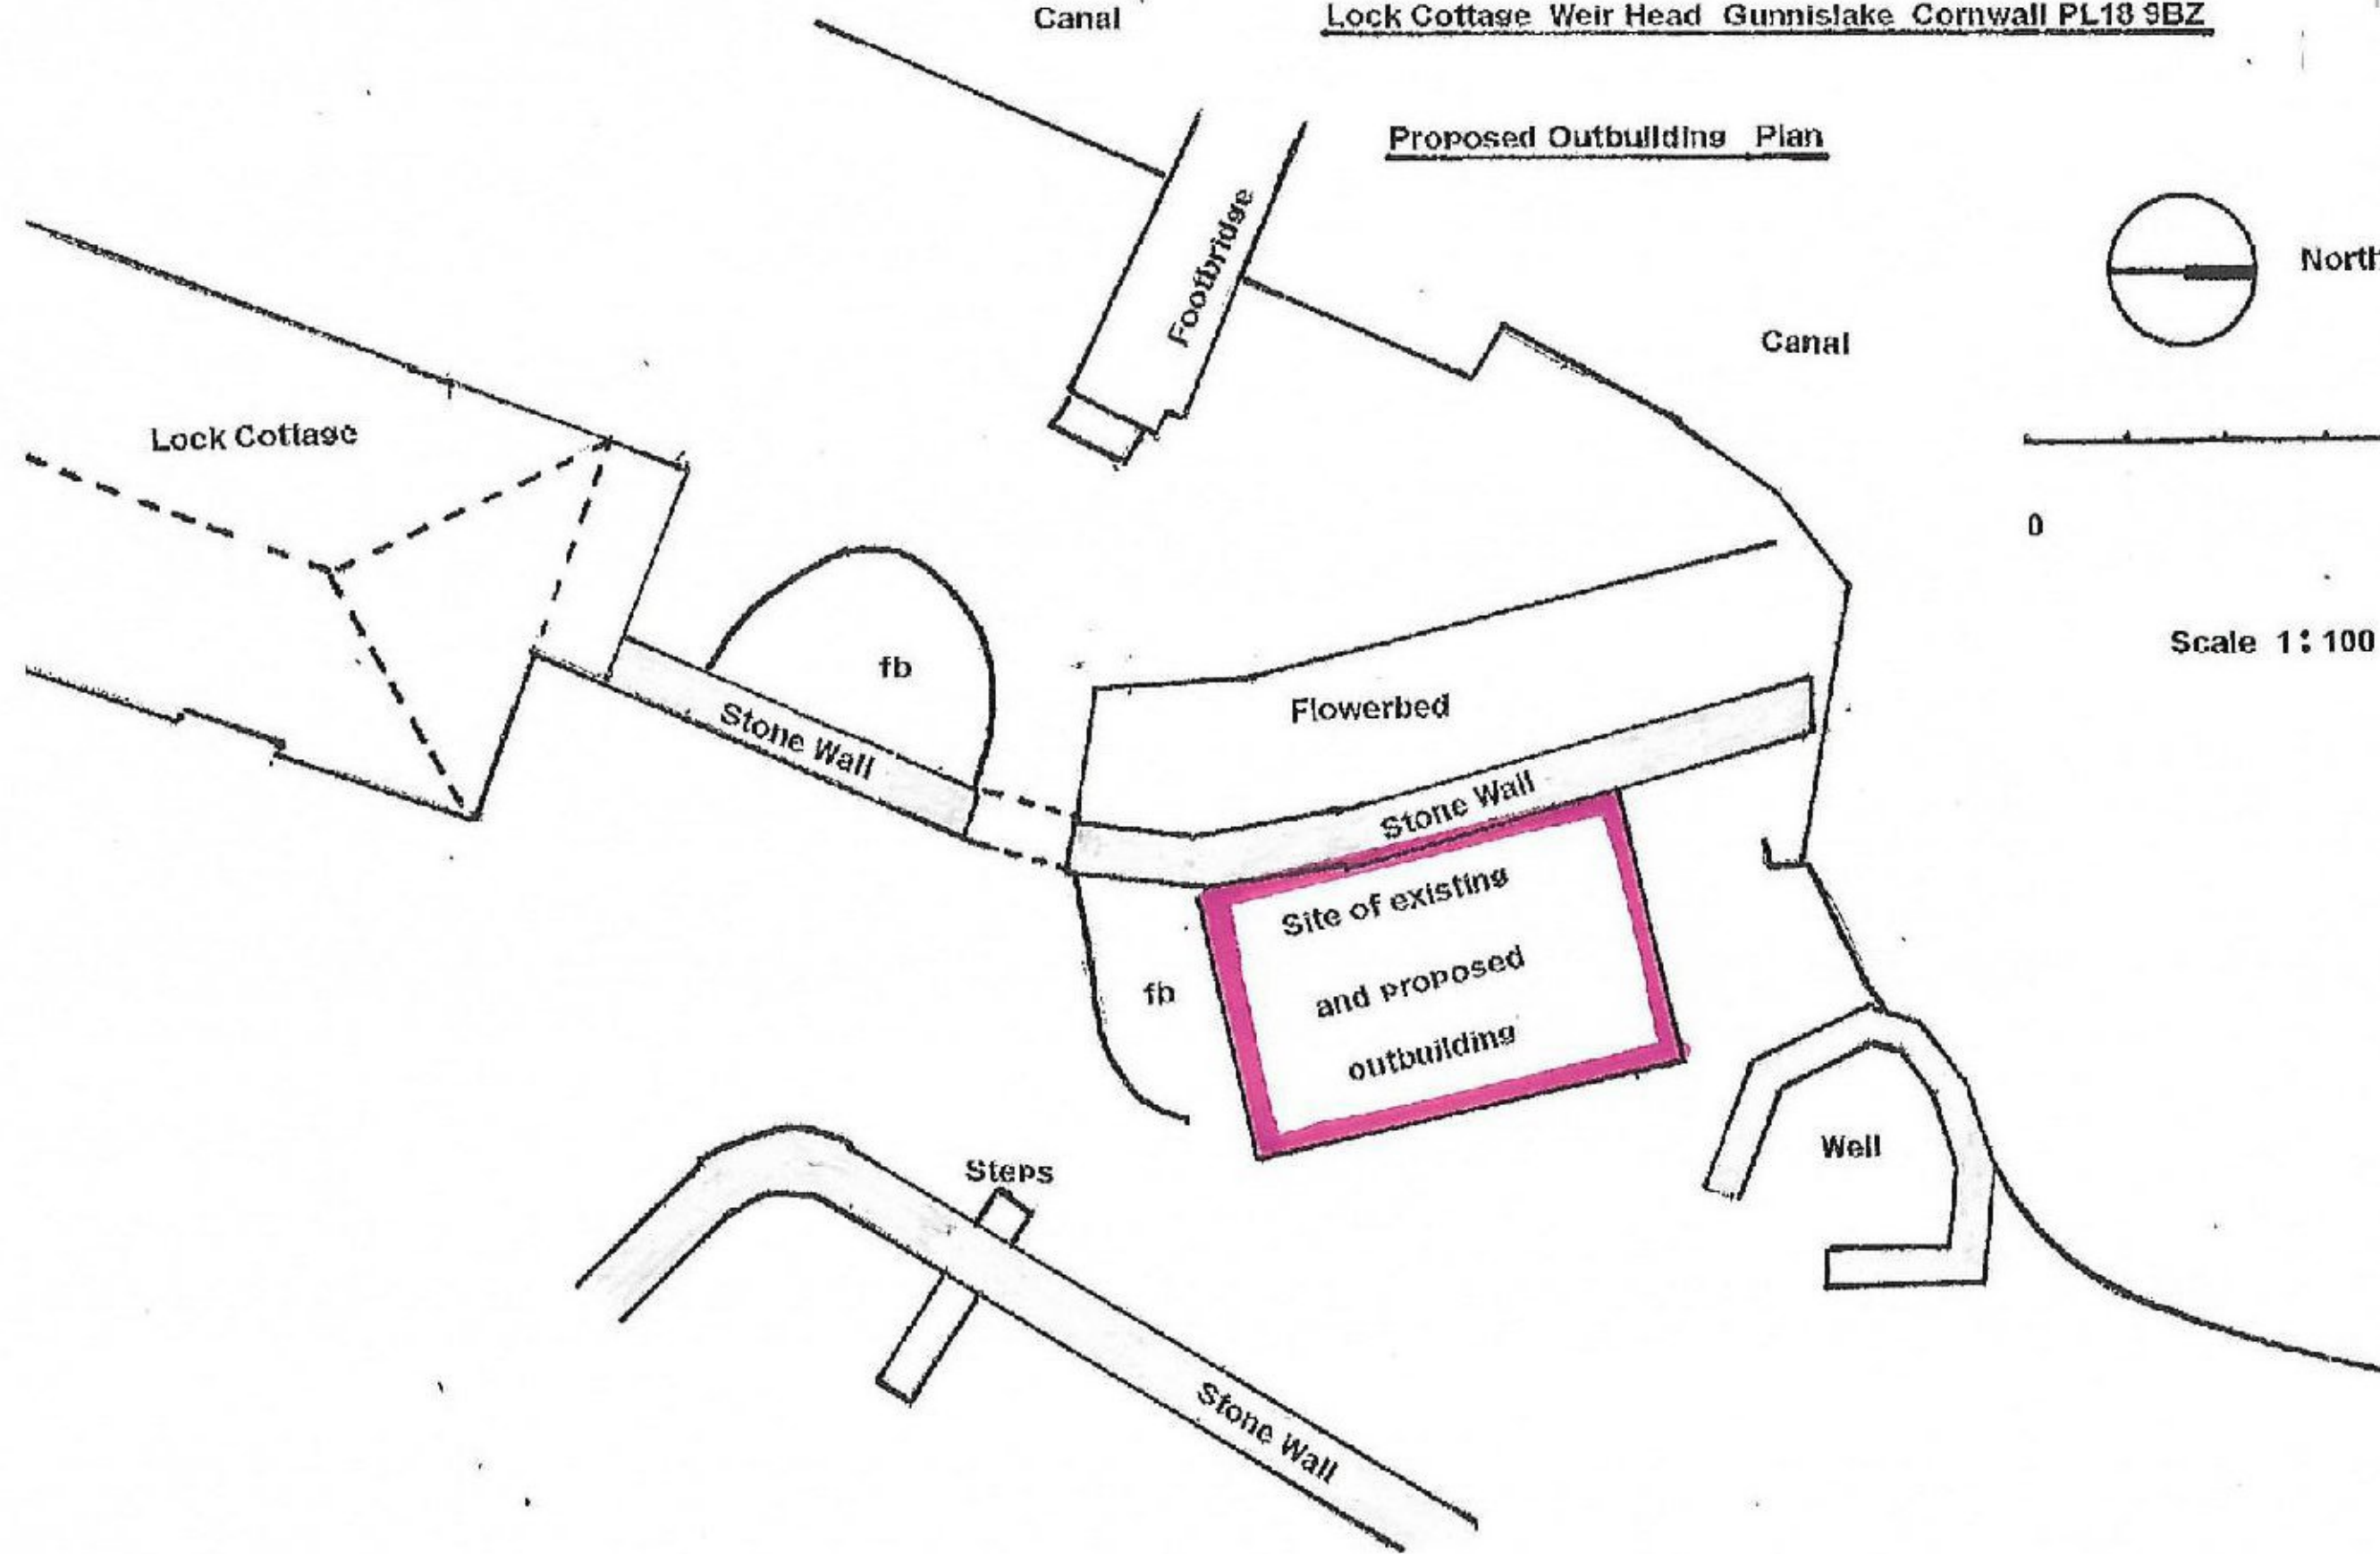 Canal
Lock Cottage Weir Head Gunnislake Cornwall PL18 9BZ
Proposed Outbuilding Plan
Footbridge
North
Canal
Lock Cottage
0
Scale 1:100
fb
Stone Wall
Flowerbed
Stone Wall
Site of existing
and proposed
outbuilding
fb
Well
Steps
Stone Wall